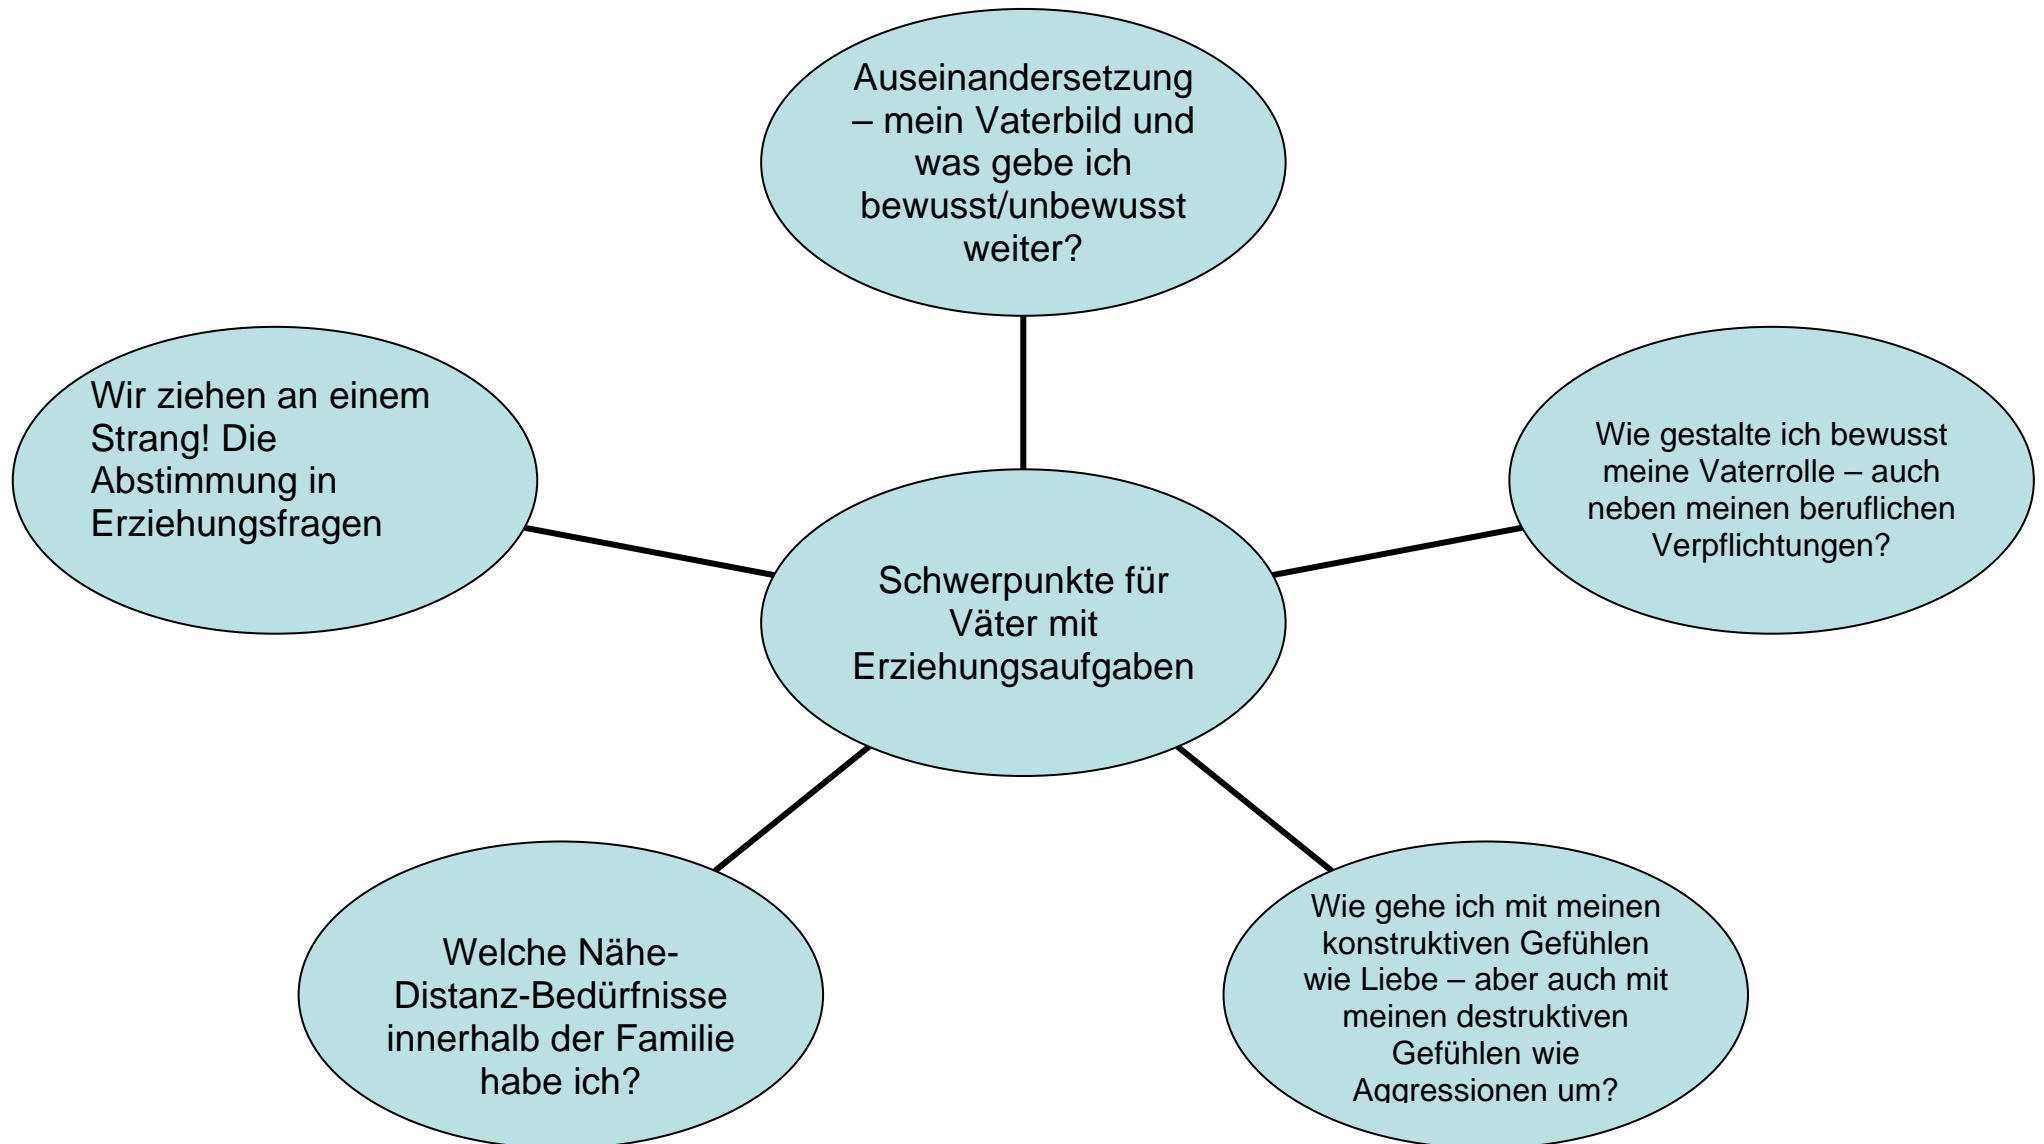 Auseinandersetzung
– mein Vaterbild und
was gebe ich
bewusst/unbewusst
weiter?
Wir ziehen an einem
Strang! Die
Abstimmung in
Erziehungsfragen
Wie gestalte ich bewusst
meine Vaterrolle – auch
neben meinen beruflichen
Verpflichtungen?
Schwerpunkte für
Väter mit
Erziehungsaufgaben
Welche Nähe-
Distanz-Bedürfnisse
innerhalb der Familie
habe ich?
Wie gehe ich mit meinen
konstruktiven Gefühlen
wie Liebe – aber auch mit
meinen destruktiven
Gefühlen wie
Aggressionen um?